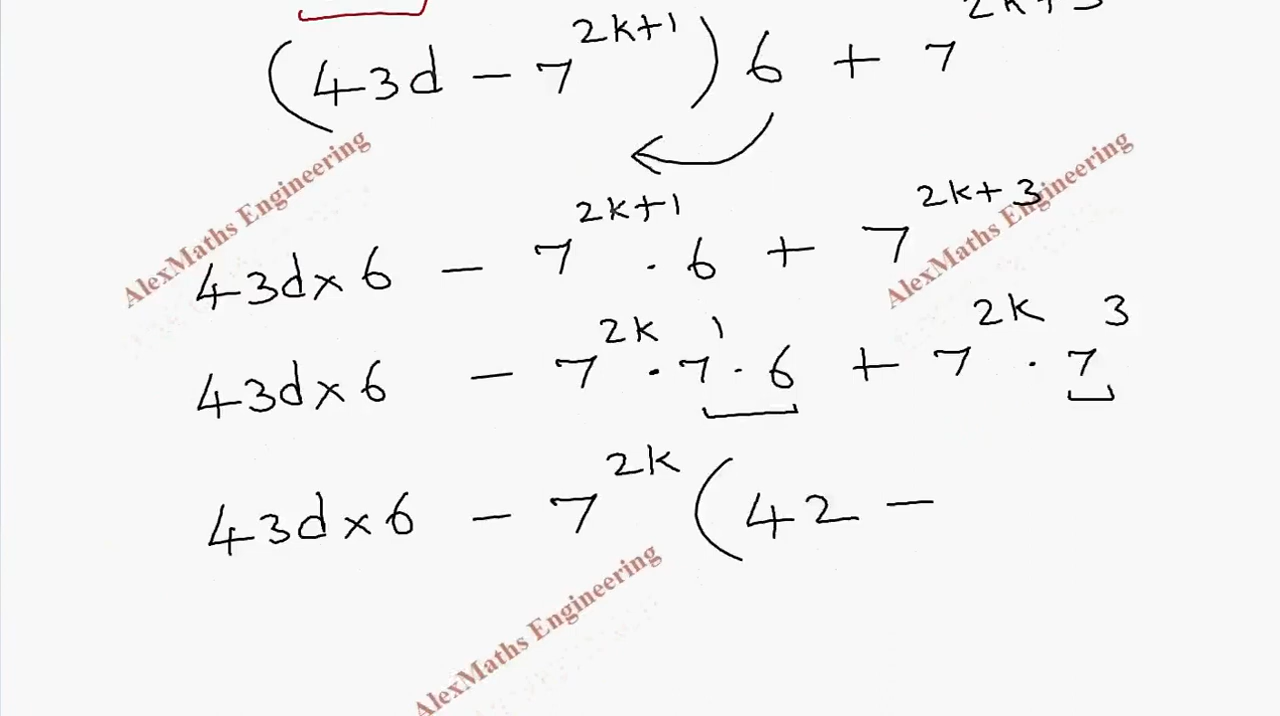 (43d − 7^{2k+1}) 6 + 7^{2k+3}
AlexMaths Engineering
AlexMaths Engineering
43d × 6 − 7^{2k+1} · 6 + 7^{2k+3}
43d × 6 − 7^{2k} · 7^1 · 6 + 7^{2k} · 7^3
43d × 6 − 7^{2k} (42 −
AlexMaths Engineering